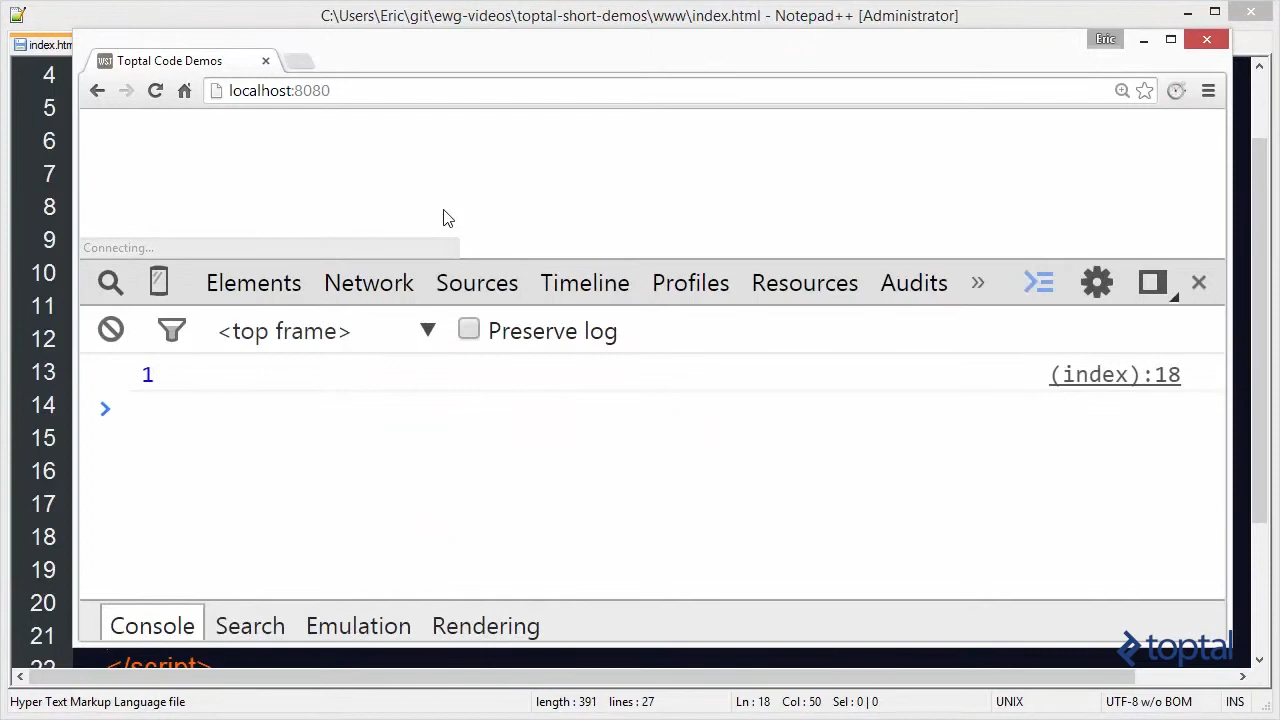 C:\Users\Eric\git\ewg-videos\toptal-short-demos\www\index.html - Notepad++ [Administrator]
index.htm
Eric
Toptal Code Demos
localhost:8080
4
5
6
7
8
9
10
11
12
13
14
15
16
17
18
19
20
21
22
Connecting...
Elements Network Sources Timeline Profiles Resources Audits »
<top frame> ▼ Preserve log
1 (index):18
>
Console Search Emulation Rendering
toptal
</script>
Hyper Text Markup Language file length : 391 lines : 27 Ln : 18 Col : 50 Sel : 0 | 0 UNIX UTF-8 w/o BOM INS